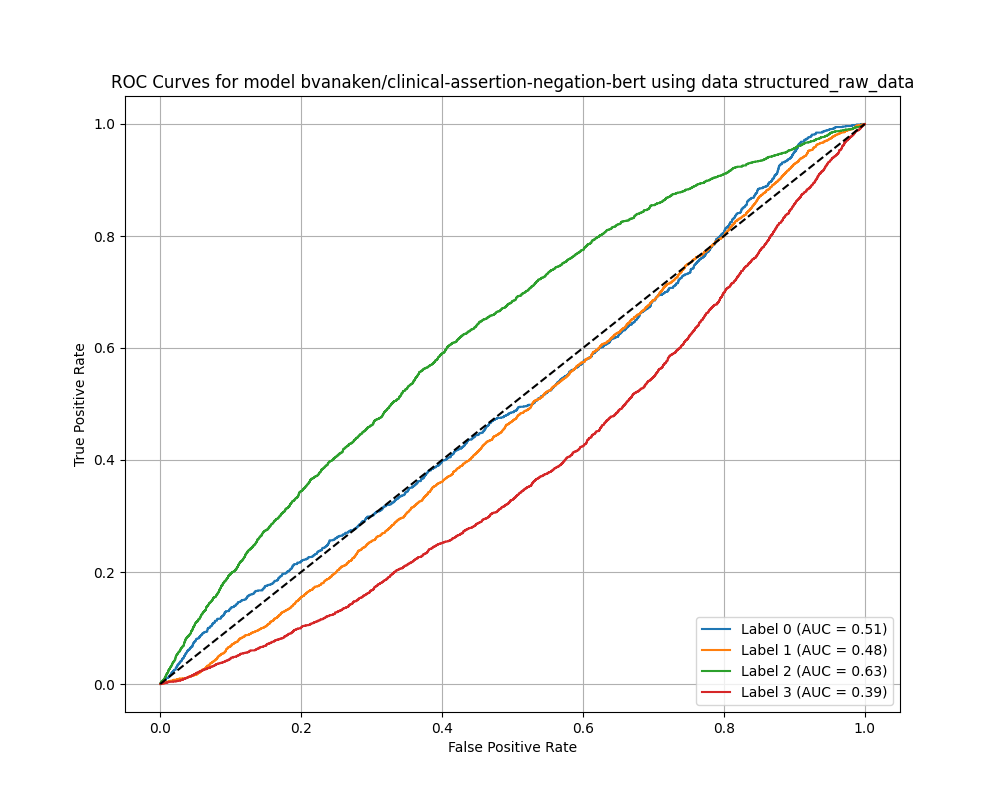 ROC Curves for model bvanaken/clinical-assertion-negation-bert using data structured_raw_data
1.0
0.8
0.6
0.4
0.2
0.0
True Positive Rate
0.0 0.2 0.4 0.6 0.8 1.0
False Positive Rate
Label 0 (AUC = 0.51)
Label 1 (AUC = 0.48)
Label 2 (AUC = 0.63)
Label 3 (AUC = 0.39)